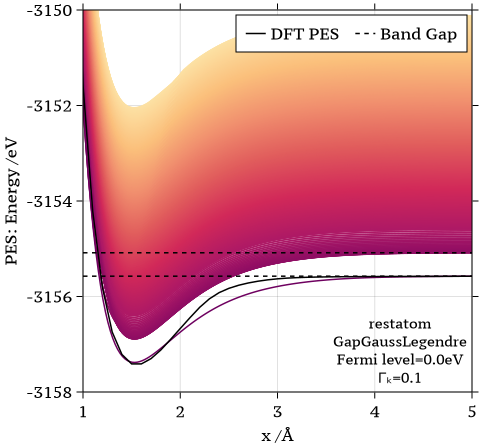 -3150
DFT PES
Band Gap
-3152
-3154
-3156
-3158
PES: Energy /eV
restatom
GapGaussLegendre
Fermi level=0.0eV
Γₖ=0.1
1
2
3
4
5
x /Å